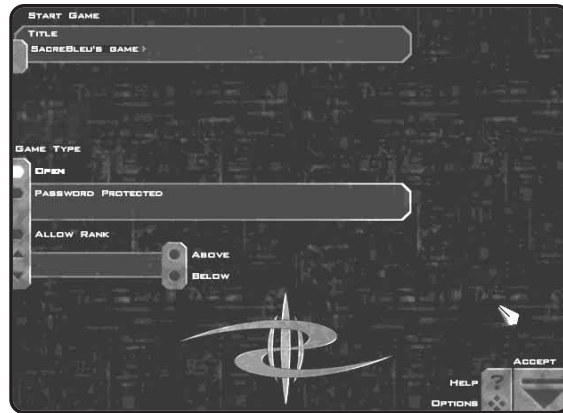 START GAME
TITLE
SACREBLEU'S GAME >
GAME TYPE
OPEN
PASSWORD PROTECTED
ALLOW RANK
ABOVE
BELOW
ACCEPT
HELP ?
OPTIONS